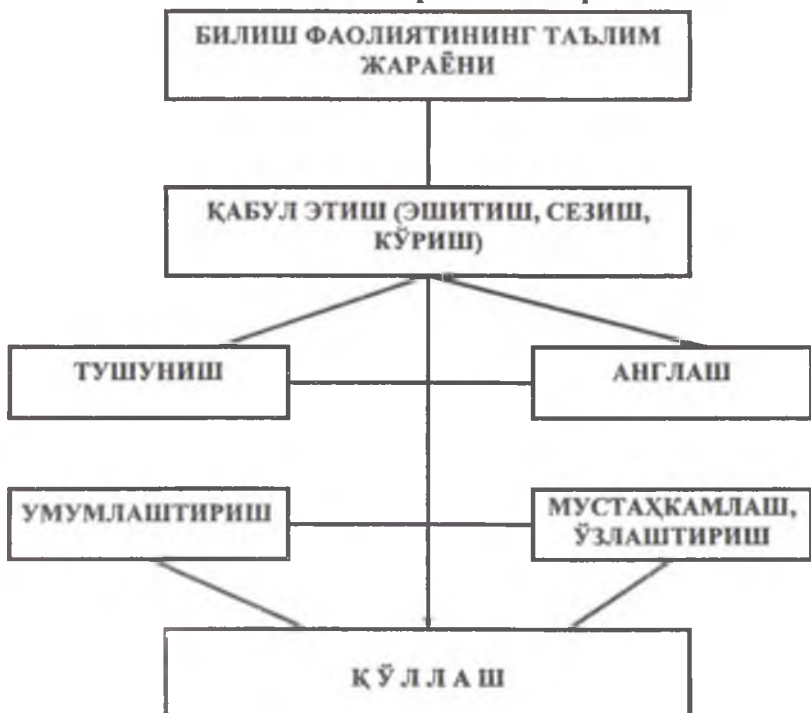 БИЛИШ ФАОЛИЯТИНИНГ ТАЪЛИМ
ЖАРАЁНИ
ҚАБУЛ ЭТИШ (ЭШИТИШ, СЕЗИШ,
КЎРИШ)
ТУШУНИШ
АНГЛАШ
УМУМЛАШТИРИШ
МУСТАҲКАМЛАШ,
ЎЗЛАШТИРИШ
ҚЎЛЛАШ